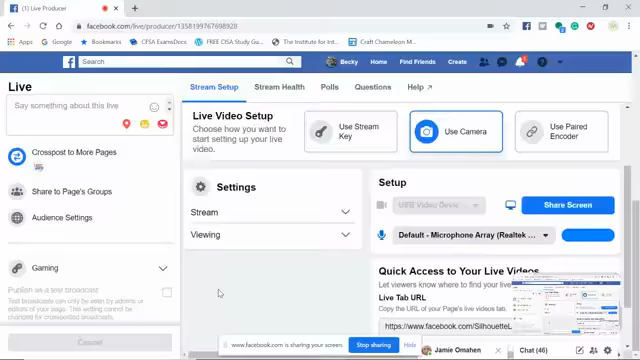 (1) Live Producer
facebook.com/live/producer/1358199767698928
Apps
Google
Bookmarks
CFSA ExamsDocs
FREE CISA Study Gu...
The Institute for Int...
Craft Chameleon M...
Search
Becky
Home
Find Friends
Create
Live
Say something about this live
Crosspost to More Pages
Share to Page's Groups
Audience Settings
Gaming
Publish as a test broadcast
Test broadcasts can only be seen by admins or
editors of your page. This setting cannot be
changed for crossposted broadcasts.
Cancel
Stream Setup
Stream Health
Polls
Questions
Help
Live Video Setup
Choose how you want to
start setting up your live
video.
Use Stream
Key
Use Camera
Use Paired
Encoder
Settings
Stream
Viewing
Setup
USB Video Device
Share Screen
Default - Microphone Array (Realtek
Quick Access to Your Live Videos
Let viewers know where to find your live
Live Tab URL
Copy the URL of your Page's live videos tab.
https://www.facebook.com/SilhouetteL
www.facebook.com is sharing your screen.
Stop sharing
Hide
Jamie Omahen
Chat (46)